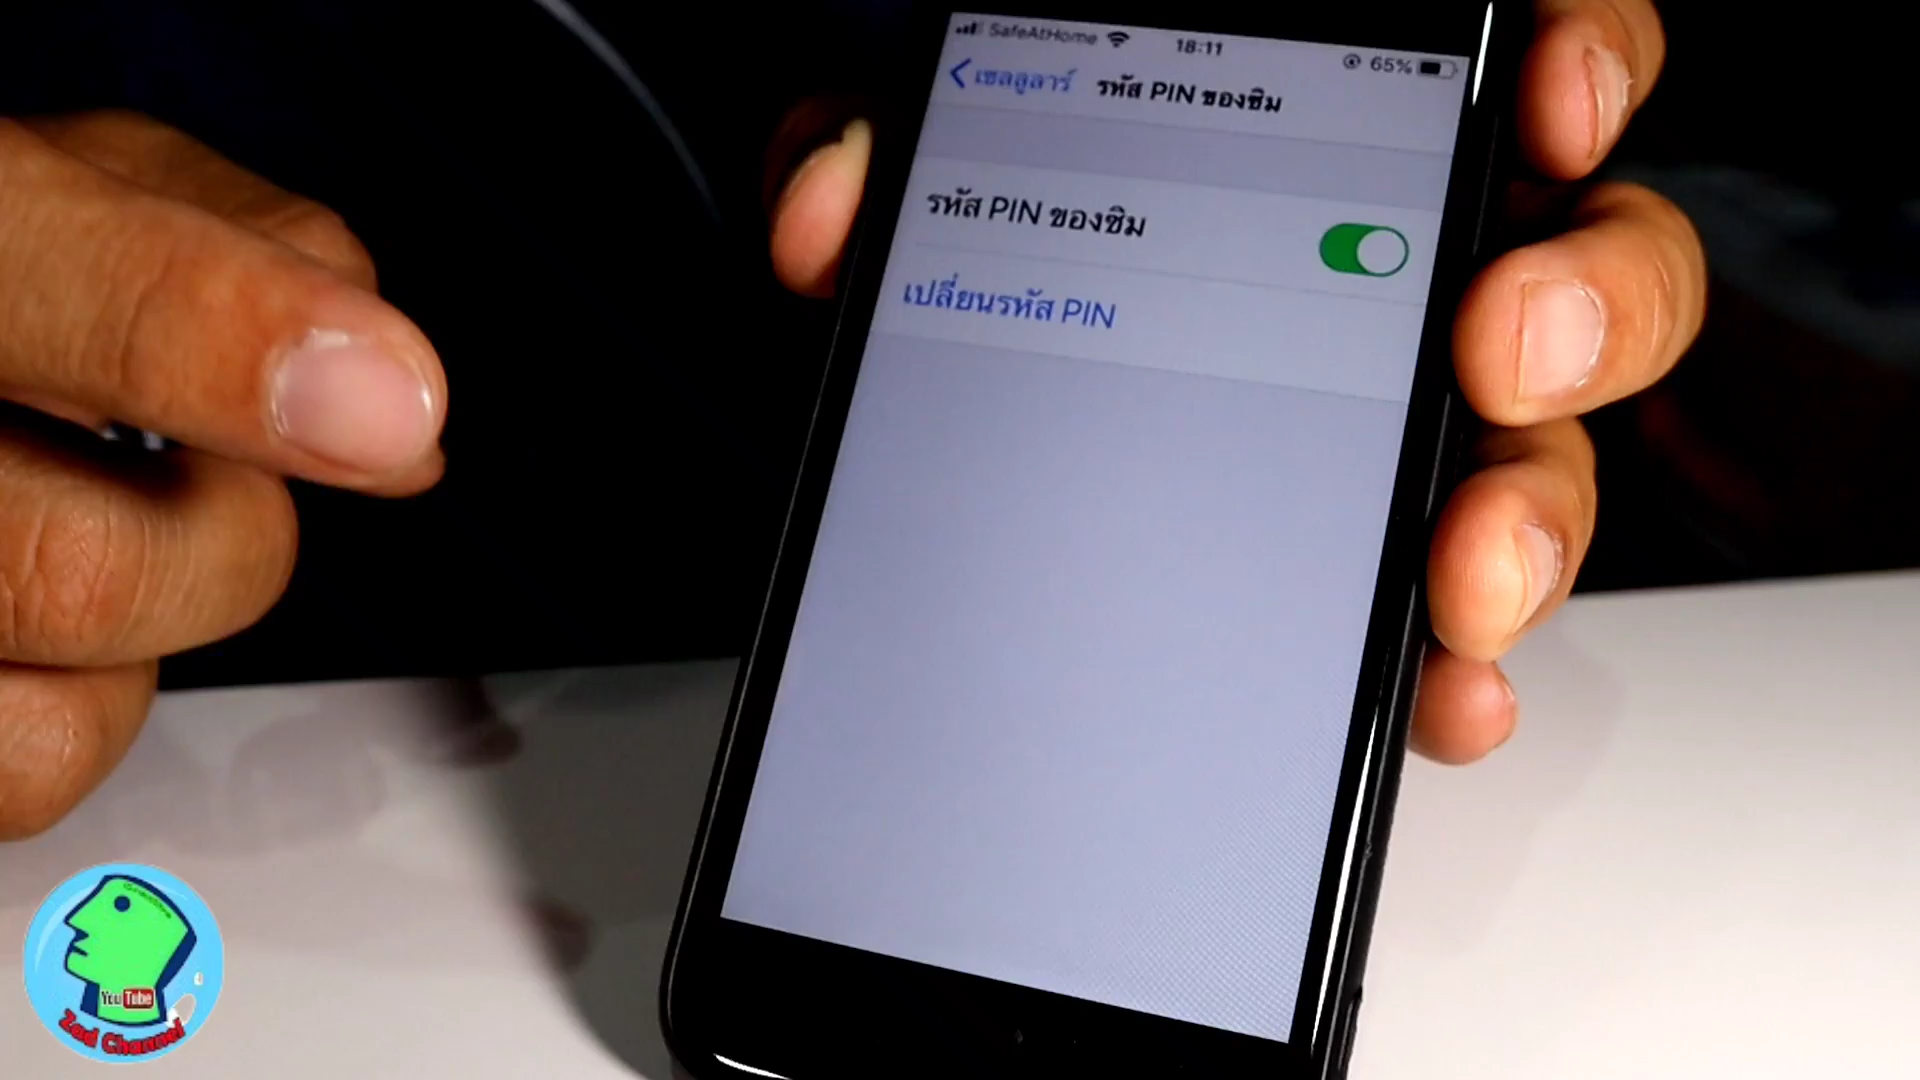 SafeAtHome 18:11 65%
เซลลูลาร์ รหัส PIN ของซิม
รหัส PIN ของซิม
เปลี่ยนรหัส PIN
YouTube
Zad Channel